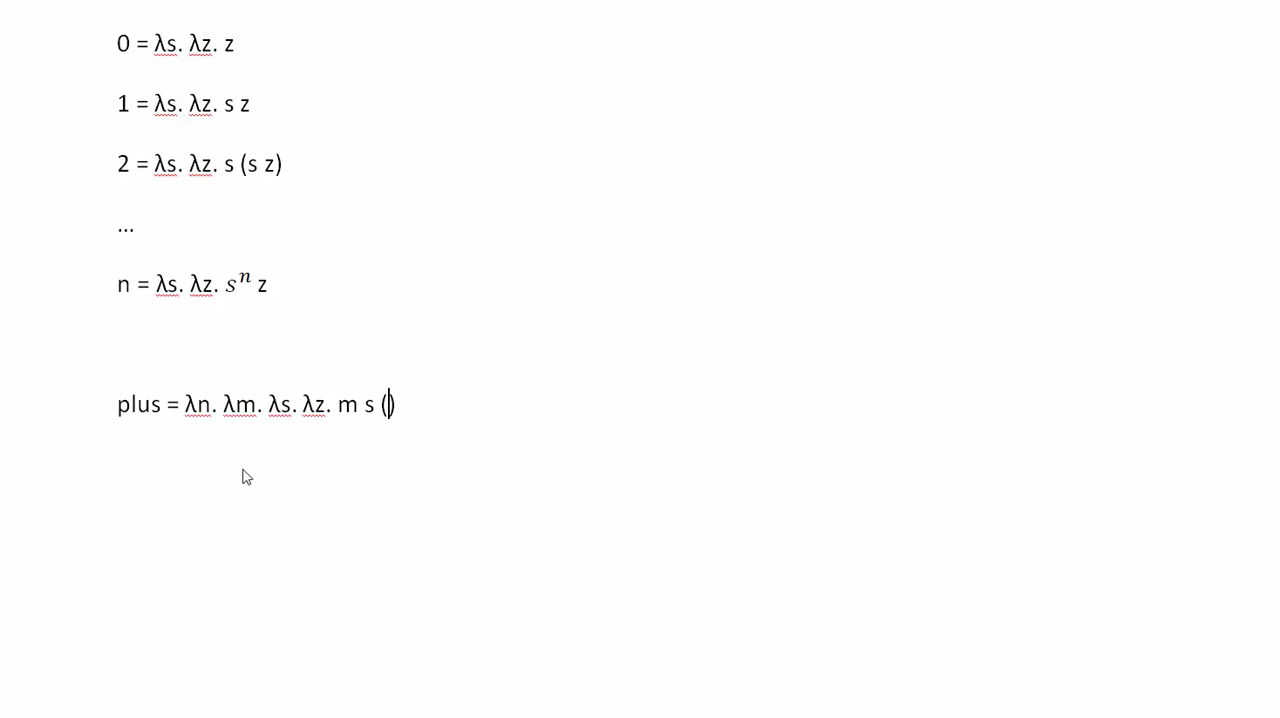 0 = λs. λz. z
1 = λs. λz. s z
2 = λs. λz. s (s z)
...
n = λs. λz. sⁿ z
plus = λn. λm. λs. λz. m s ()